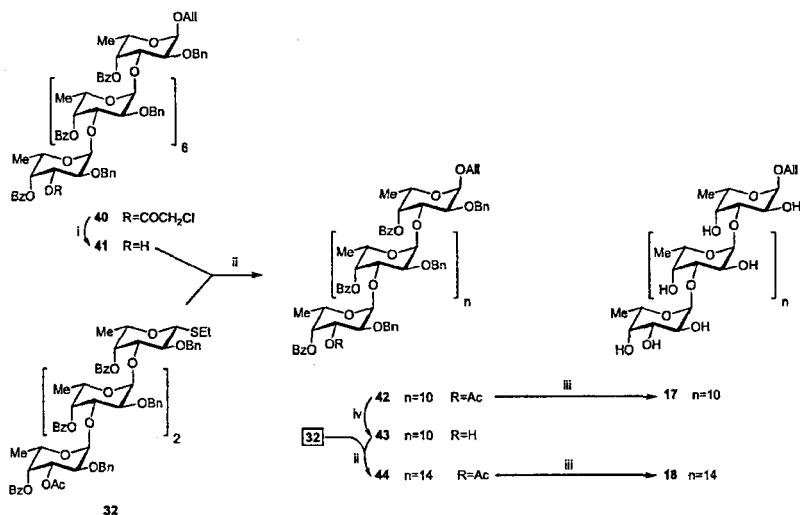 OAll
Me
O
OBn
BzO
O
Me
O
OBn
BzO
O
6
Me
O
OBn
OR
BzO
40 R=COCH₂Cl
i
41 R=H
ii
Me
O
SEt
OBn
BzO
O
Me
O
OBn
BzO
O
2
Me
O
OBn
BzO
OAc
32
OAll
Me
O
OBn
BzO
O
Me
O
OBn
BzO
O
n
Me
O
OBn
OR
BzO
42 n=10 R=Ac
iii
17 n=10
iv
32
43 n=10 R=H
ii
44 n=14 R=Ac
iii
18 n=14
OAll
Me
O
OH
HO
O
Me
O
OH
HO
O
n
Me
O
OH
HO
OH